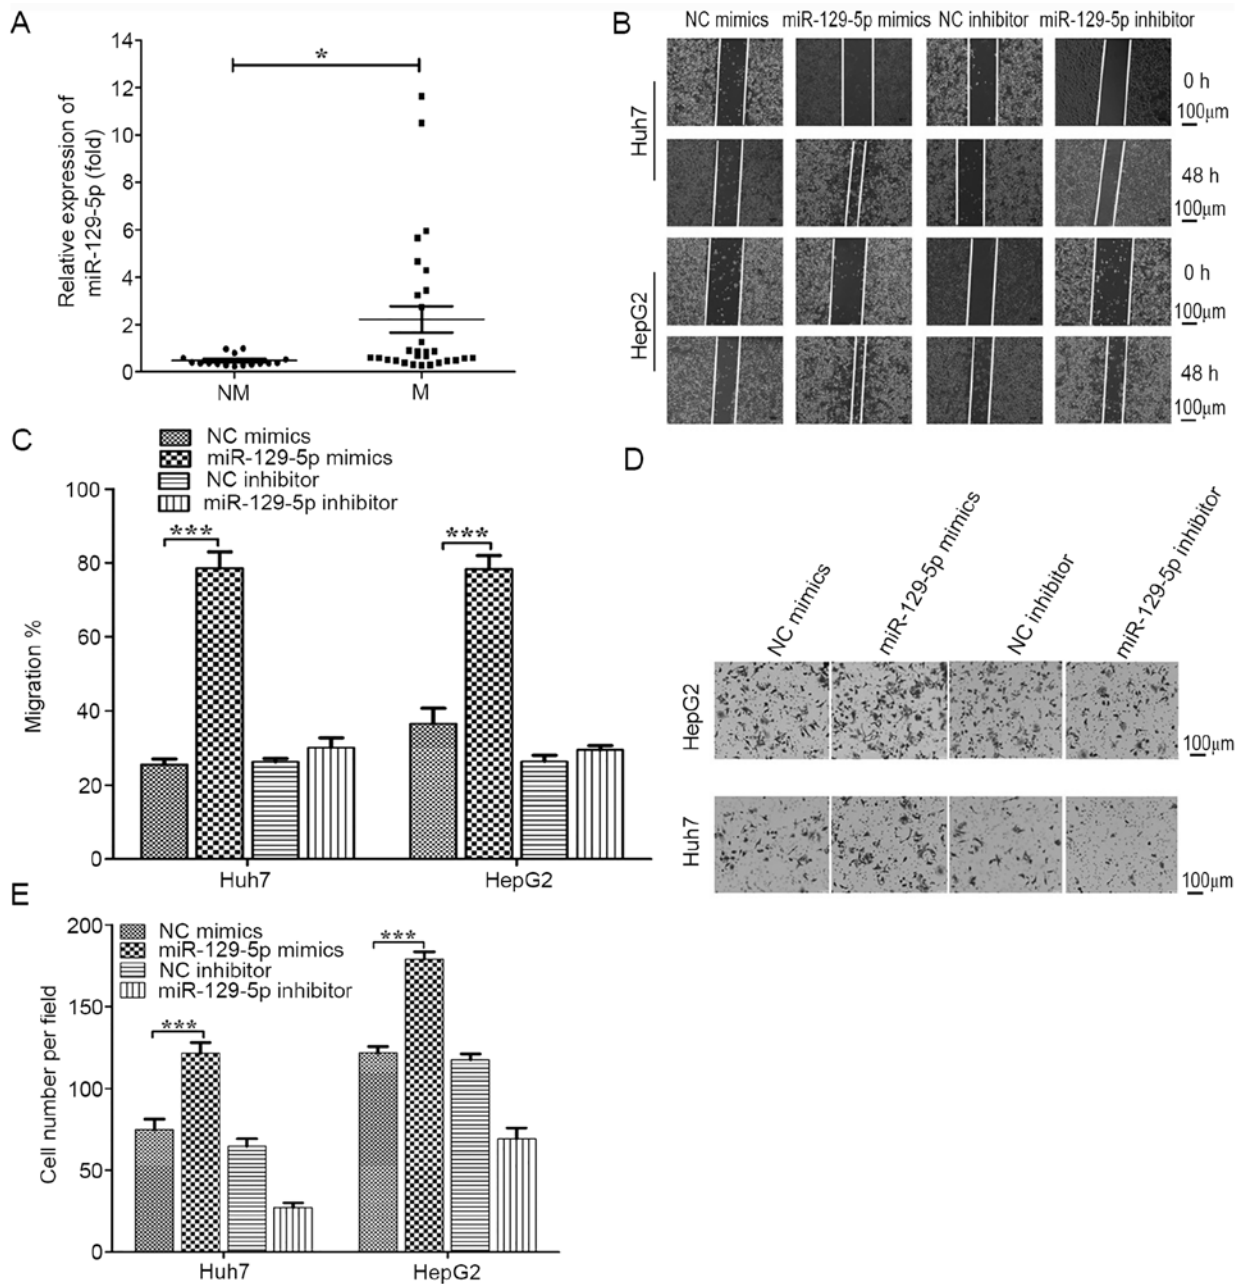 A
Relative expression of
miR-129-5p (fold)
14
12
10
8
6
4
2
0
*
NM
M
B
NC mimics miR-129-5p mimics NC inhibitor miR-129-5p inhibitor
Huh7
0 h
100μm
48 h
100μm
HepG2
0 h
100μm
48 h
100μm
C
NC mimics
miR-129-5p mimics
NC inhibitor
miR-129-5p inhibitor
Migration %
100
80
60
40
20
0
***
***
Huh7
HepG2
D
NC mimics
miR-129-5p mimics
NC inhibitor
miR-129-5p inhibitor
HepG2
100μm
Huh7
100μm
E
NC mimics
miR-129-5p mimics
NC inhibitor
miR-129-5p inhibitor
Cell number per field
200
150
100
50
0
***
***
Huh7
HepG2